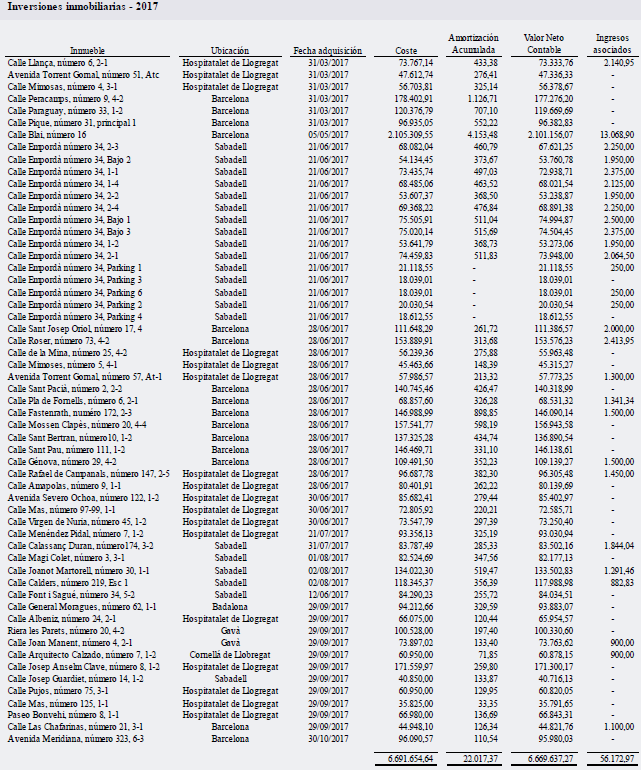 Inversiones inmobiliarias - 2017
Inmueble Ubicación Fecha adquisición Coste Amortización Acumulada Valor Neto Contable Ingresos asociados
Calle Llança, número 6, 2-1 Hospitatalet de Llogregat 31/03/2017 73.767,14 433,38 73.333,76 2.140,95
Avenida Torrent Gornal, número 51, Atc Hospitatalet de Llogregat 31/03/2017 47.612,74 276,41 47.336,33 -
Calle Mimosas, número 4, 3-1 Hospitatalet de Llogregat 31/03/2017 56.703,81 325,14 56.378,67 -
Calle Peracamps, número 9, 4-2 Barcelona 31/03/2017 178.402,91 1.126,71 177.276,20 -
Calle Paraguay, número 33, 1-2 Barcelona 31/03/2017 120.376,79 707,10 119.669,69 -
Calle Pique, número 31, principal 1 Barcelona 31/03/2017 96.935,05 552,22 96.382,83 -
Calle Blai, número 16 Barcelona 05/05/2017 2.105.309,55 4.153,48 2.101.156,07 13.068,90
Calle Empordà número 34, 2-3 Sabadell 21/06/2017 68.082,04 460,79 67.621,25 2.250,00
Calle Empordà número 34, Bajo 2 Sabadell 21/06/2017 54.134,45 373,67 53.760,78 1.950,00
Calle Empordà número 34, 1-1 Sabadell 21/06/2017 73.435,74 497,03 72.938,71 2.375,00
Calle Empordà número 34, 1-4 Sabadell 21/06/2017 68.485,06 463,52 68.021,54 2.125,00
Calle Empordà número 34, 2-2 Sabadell 21/06/2017 53.607,37 368,50 53.238,87 1.950,00
Calle Empordà número 34, 2-4 Sabadell 21/06/2017 69.368,22 476,84 68.891,38 2.250,00
Calle Empordà número 34, Bajo 1 Sabadell 21/06/2017 75.505,91 511,04 74.994,87 2.500,00
Calle Empordà número 34, Bajo 3 Sabadell 21/06/2017 75.020,14 515,69 74.504,45 2.375,00
Calle Empordà número 34, 1-2 Sabadell 21/06/2017 53.641,79 368,73 53.273,06 1.950,00
Calle Empordà número 34, 2-1 Sabadell 21/06/2017 74.459,83 511,83 73.948,00 2.064,50
Calle Empordà número 34, Parking 1 Sabadell 21/06/2017 21.118,55 - 21.118,55 250,00
Calle Empordà número 34, Parking 3 Sabadell 21/06/2017 18.039,01 - 18.039,01 -
Calle Empordà número 34, Parking 6 Sabadell 21/06/2017 18.039,01 - 18.039,01 250,00
Calle Empordà número 34, Parking 2 Sabadell 21/06/2017 20.030,54 - 20.030,54 250,00
Calle Empordà número 34, Parking 4 Sabadell 21/06/2017 18.612,55 - 18.612,55 -
Calle Sant Josep Oriol, número 17, 4 Barcelona 28/06/2017 111.648,29 261,72 111.386,57 2.000,00
Calle Roser, número 73, 4-2 Barcelona 28/06/2017 153.889,91 313,68 153.576,23 2.413,95
Calle de la Mina, número 25, 4-2 Hospitatalet de Llogregat 28/06/2017 56.239,36 275,88 55.963,48 -
Calle Mimoses, número 5, 4-1 Hospitatalet de Llogregat 28/06/2017 45.463,66 148,39 45.315,27 -
Avenida Torrent Gornal, número 57, At-1 Hospitatalet de Llogregat 28/06/2017 57.986,57 213,32 57.773,25 1.300,00
Calle Sant Pacià, número 2, 2-2 Barcelona 28/06/2017 140.745,46 426,47 140.318,99 -
Calle Pla de Fornells, número 6, 2-1 Barcelona 28/06/2017 68.857,60 326,28 68.531,32 1.341,34
Calle Fastenrath, numéro 172, 2-3 Barcelona 28/06/2017 146.988,99 898,85 146.090,14 1.500,00
Calle Mossen Clapès, número 20, 4-4 Barcelona 28/06/2017 157.541,77 598,19 156.943,58 -
Calle Sant Bertran, número10, 1-2 Barcelona 28/06/2017 137.325,28 434,74 136.890,54 -
Calle Sant Pau, número 111, 1-2 Barcelona 28/06/2017 146.469,71 331,10 146.138,61 -
Calle Génova, número 29, 4-2 Barcelona 28/06/2017 109.491,50 352,23 109.139,27 1.500,00
Calle Rafael de Campanals, número 147, 2-5 Hospitatalet de Llogregat 28/06/2017 96.687,78 382,30 96.305,48 1.450,00
Calle Amapolas, número 9, 1-1 Hospitatalet de Llogregat 28/06/2017 80.401,91 262,22 80.139,69 -
Avenida Severo Ochoa, número 122, 1-2 Hospitatalet de Llogregat 30/06/2017 85.682,41 279,44 85.402,97 -
Calle Mas, número 97-99, 1-1 Hospitatalet de Llogregat 30/06/2017 72.805,92 220,21 72.585,71 -
Calle Virgen de Nuria, número 45, 1-2 Hospitatalet de Llogregat 30/06/2017 73.547,79 297,39 73.250,40 -
Calle Menéndez Pidal, número 7, 1-2 Hospitatalet de Llogregat 21/07/2017 93.356,13 325,19 93.030,94 -
Calle Calassanç Duran, número174, 3-2 Sabadell 31/07/2017 83.787,49 285,33 83.502,16 1.844,04
Calle Magi Colet, número 3, 3-1 Sabadell 01/08/2017 82.524,69 347,56 82.177,13 -
Calle Joanot Martorell, número 30, 1-1 Sabadell 02/08/2017 134.022,30 519,47 133.502,83 1.291,46
Calle Calders, número 219, Esc 1 Sabadell 02/08/2017 118.345,37 356,39 117.988,98 882,83
Calle Font i Sagué, número 34, 5-2 Sabadell 12/06/2017 84.290,23 255,72 84.034,51 -
Calle General Moragues, número 62, 1-1 Badalona 29/09/2017 94.212,66 329,59 93.883,07 -
Calle Albeniz, número 24, 2-1 Hospitatalet de Llogregat 29/09/2017 66.075,00 120,44 65.954,57 -
Riera les Parets, número 20, 4-2 Gavà 29/09/2017 100.528,00 197,40 100.330,60 -
Calle Joan Manent, número 4, 2-1 Gavà 29/09/2017 73.897,02 133,40 73.763,62 900,00
Calle Arquitecto Calzado, número 7, 1-2 Cornellà de Llobregat 29/09/2017 60.950,00 71,85 60.878,15 900,00
Calle Josep Anselm Clave, número 8, 1-2 Hospitatalet de Llogregat 29/09/2017 171.559,97 259,80 171.300,17 -
Calle Josep Guardiet, número 14, 1-2 Sabadell 29/09/2017 40.850,00 133,87 40.716,13 -
Calle Pujos, número 75, 3-1 Hospitatalet de Llogregat 29/09/2017 60.950,00 129,95 60.820,05 -
Calle Mas, número 125, 1-1 Hospitatalet de Llogregat 29/09/2017 35.825,00 33,35 35.791,65 -
Paseo Bonvehi, número 8, 1-1 Hospitatalet de Llogregat 29/09/2017 66.980,00 136,69 66.843,31 -
Calle Las Chafarinas, número 21, 3-1 Barcelona 29/09/2017 44.948,10 126,34 44.821,76 1.100,00
Avenida Meridiana, número 323, 6-3 Barcelona 30/10/2017 96.090,57 110,54 95.980,03 -
6.691.654,64 22.017,37 6.669.637,27 56.172,97